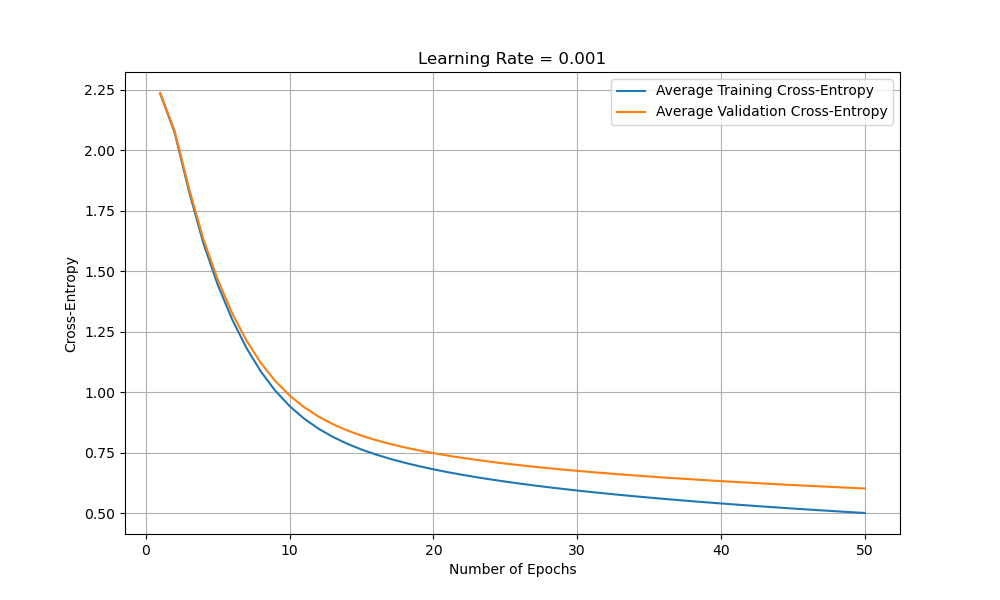 Learning Rate = 0.001
Average Training Cross-Entropy
Average Validation Cross-Entropy
Cross-Entropy
2.25
2.00
1.75
1.50
1.25
1.00
0.75
0.50
0 10 20 30 40 50
Number of Epochs